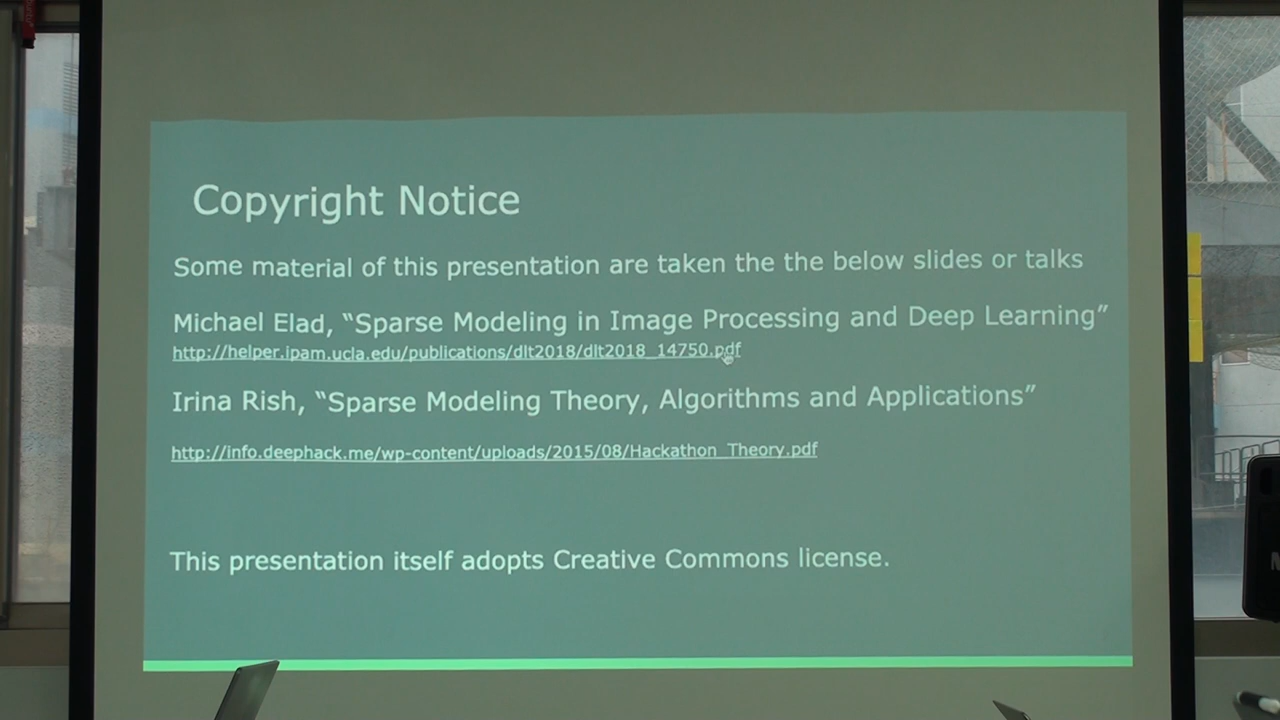 Copyright Notice
Some material of this presentation are taken the the below slides or talks
Michael Elad, “Sparse Modeling in Image Processing and Deep Learning”
http://helper.ipam.ucla.edu/publications/dlt2018/dlt2018_14750.pdf
Irina Rish, “Sparse Modeling Theory, Algorithms and Applications”
http://info.deephack.me/wp-content/uploads/2015/08/Hackathon_Theory.pdf
This presentation itself adopts Creative Commons license.